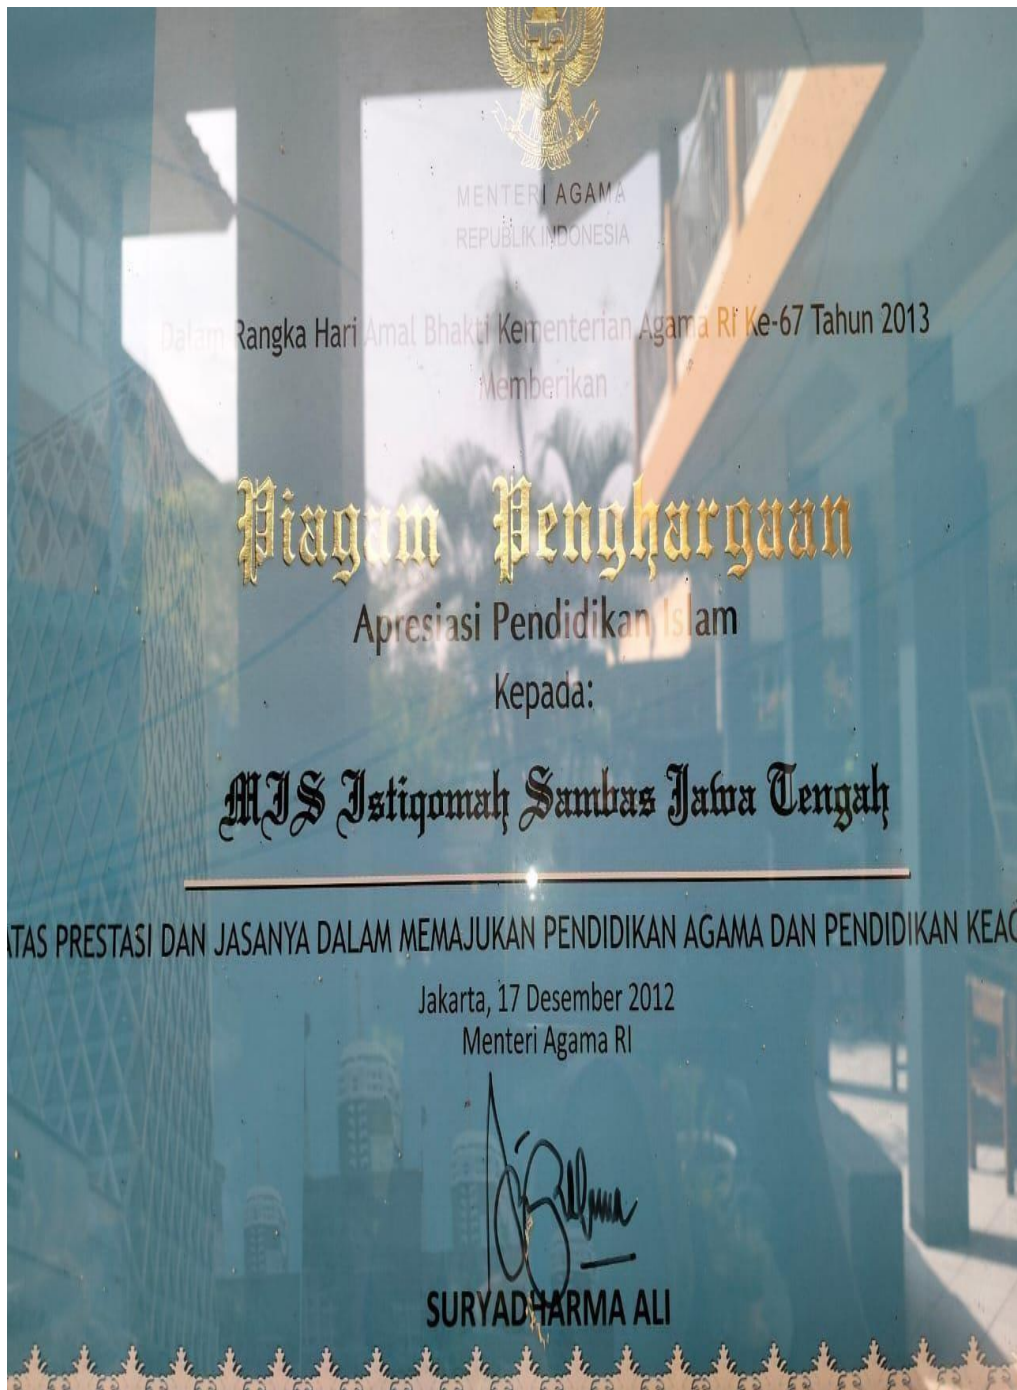 MENTERI AGAMA
REPUBLIK INDONESIA
Dalam Rangka Hari Amal Bhakti Kementerian Agama RI Ke-67 Tahun 2013
Memberikan
Piagam Penghargaan
Apresiasi Pendidikan Islam
Kepada:
MIS Istiqomah Sambas Jawa Tengah
ATAS PRESTASI DAN JASANYA DALAM MEMAJUKAN PENDIDIKAN AGAMA DAN PENDIDIKAN
Jakarta, 17 Desember 2012
Menteri Agama RI
SURYADHARMA ALI